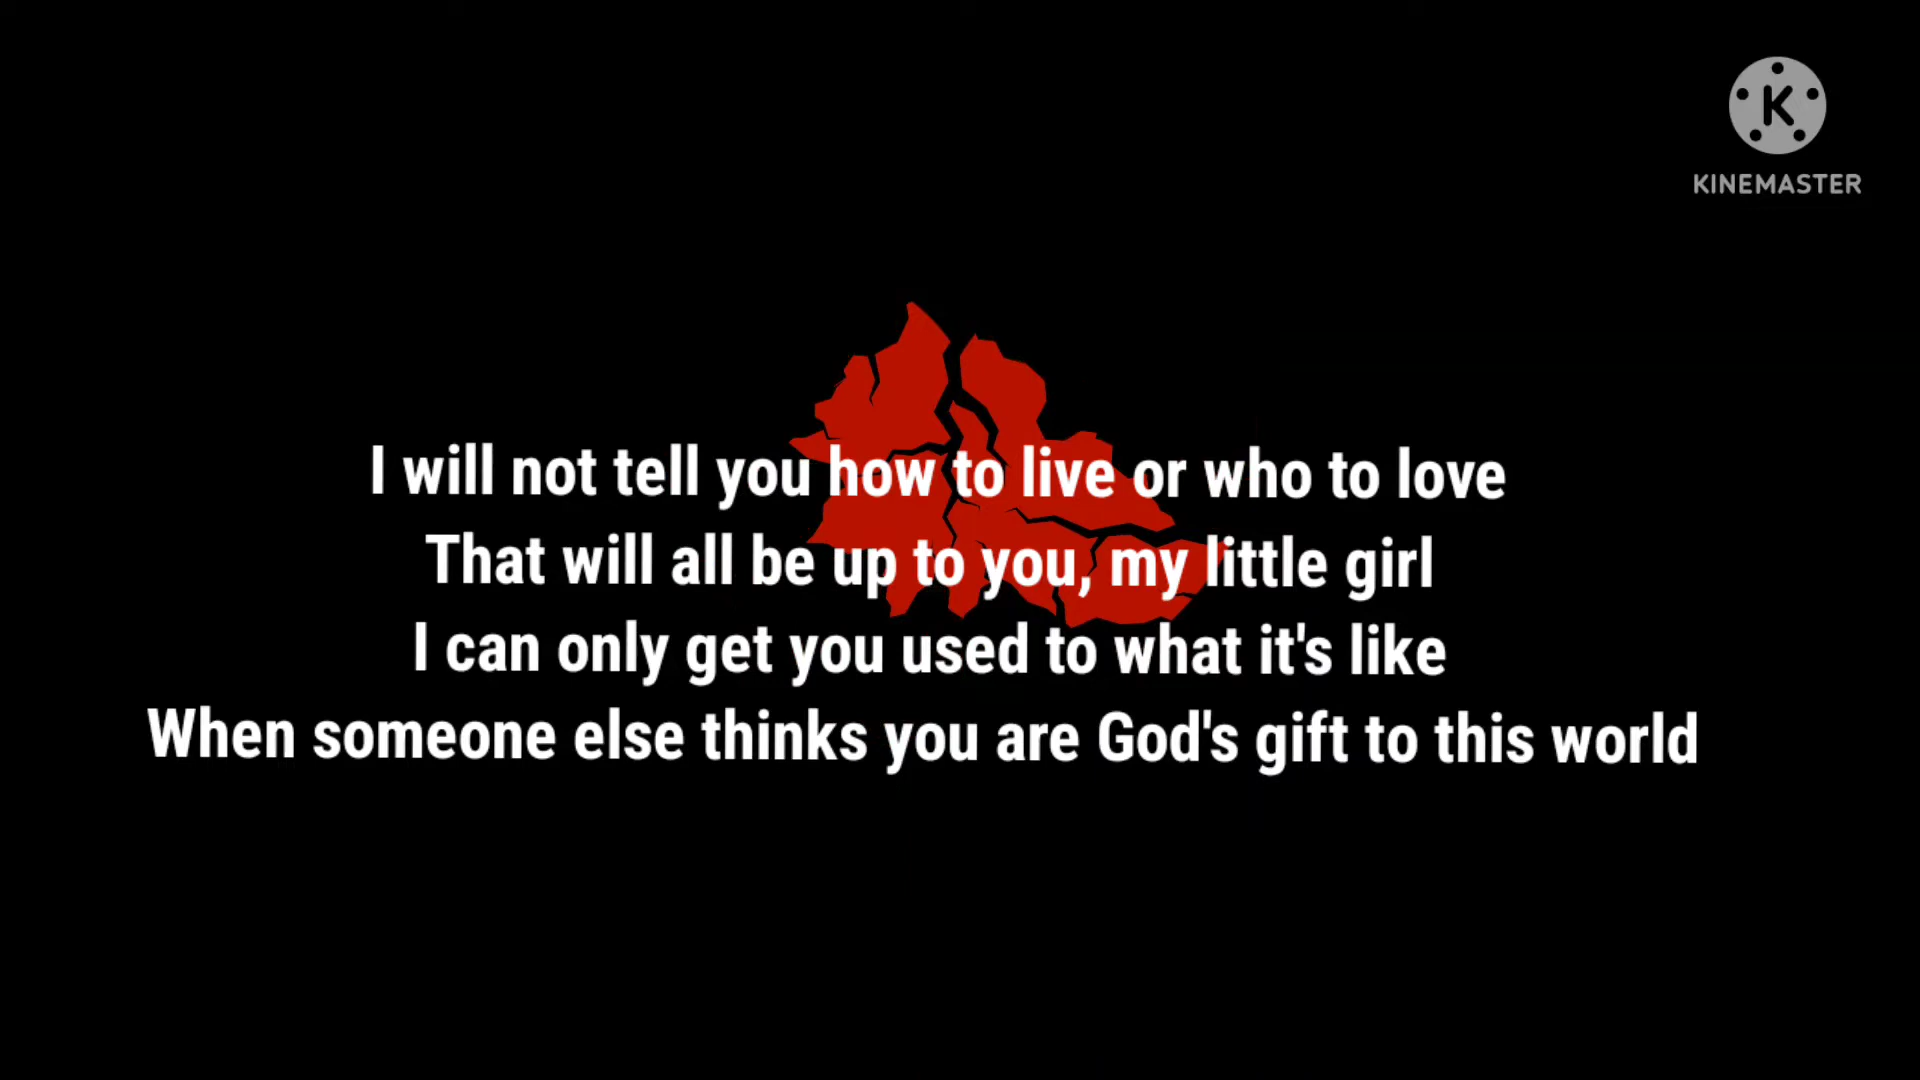 K
KINEMASTER
I will not tell you how to live or who to love
That will all be up to you, my little girl
I can only get you used to what it's like
When someone else thinks you are God's gift to this world